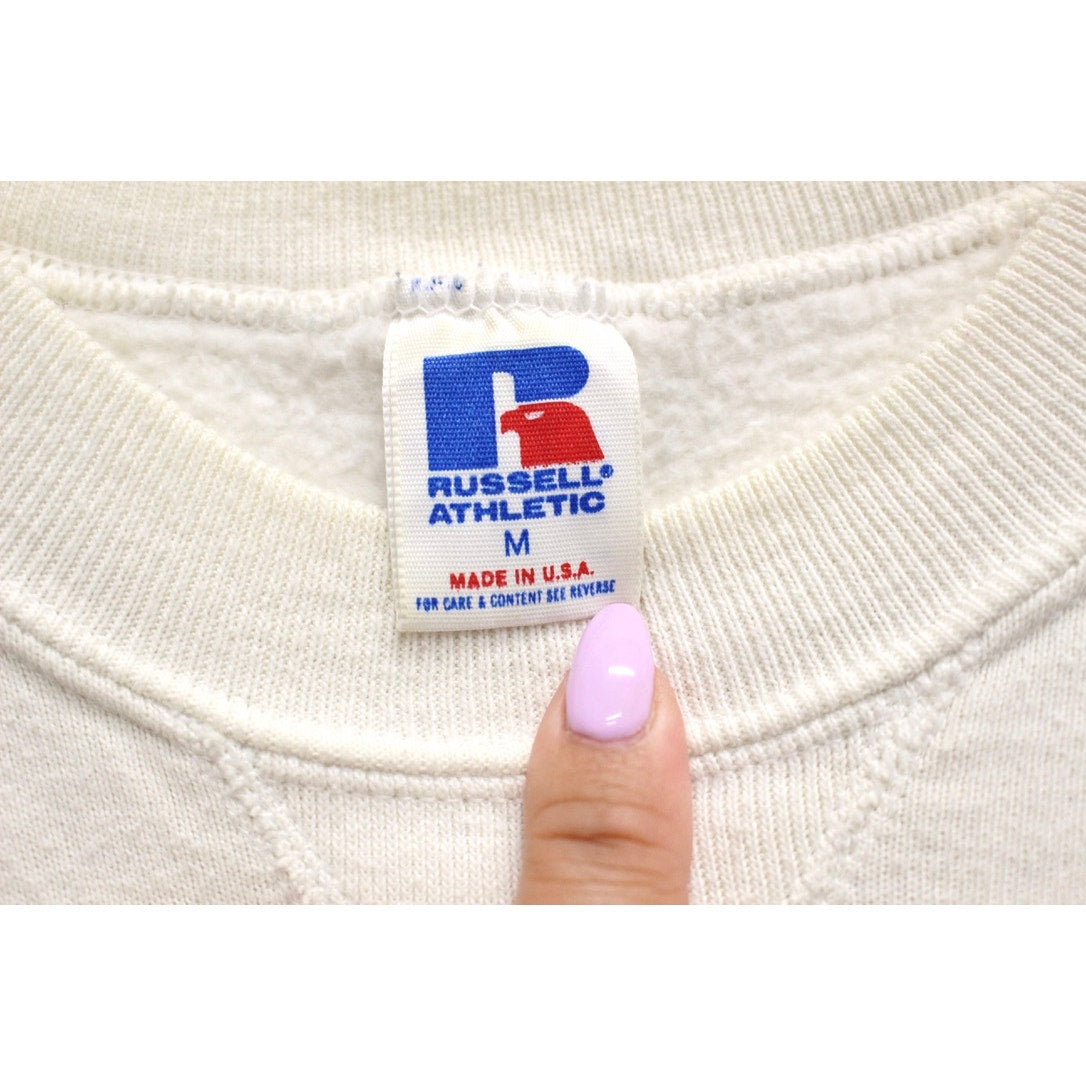 RUSSELL®
ATHLETIC
M
MADE IN U.S.A.
FOR CARE & CONTENT SEE REVERSE